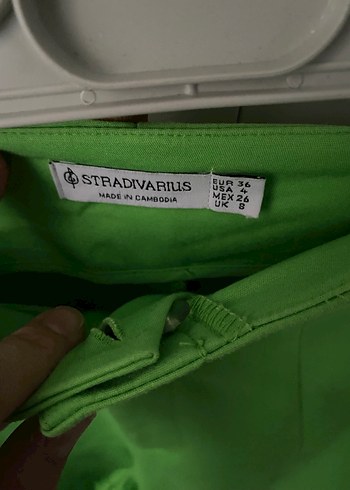 STRADIVARIUS
MADE IN CAMBODIA
EUR 36
USA 4
MEX 26
UK 8